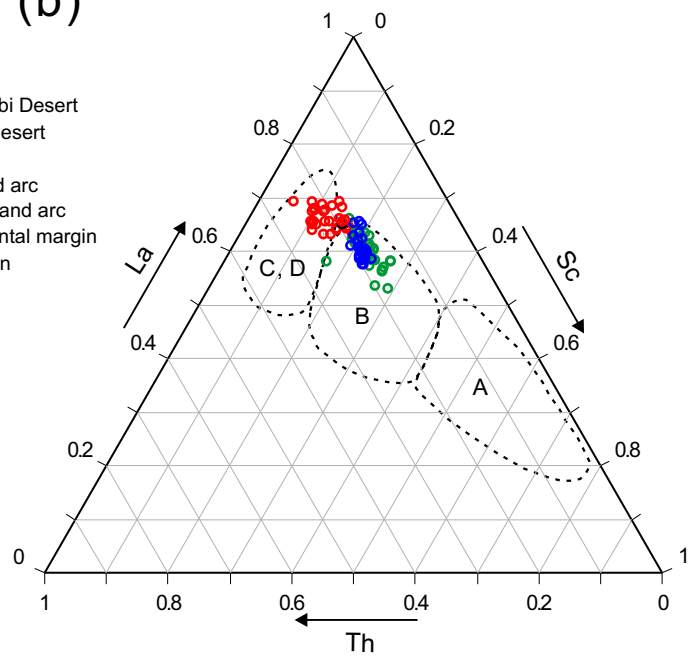 (b)
bi Desert
esert
d arc
and arc
ntal margin
n
1 0
0.8 0.2
0.6 0.4
La Sc
C, D
B
0.4 0.6
A
0.2 0.8
0 1
1 0.8 0.6 0.4 0.2 0
Th